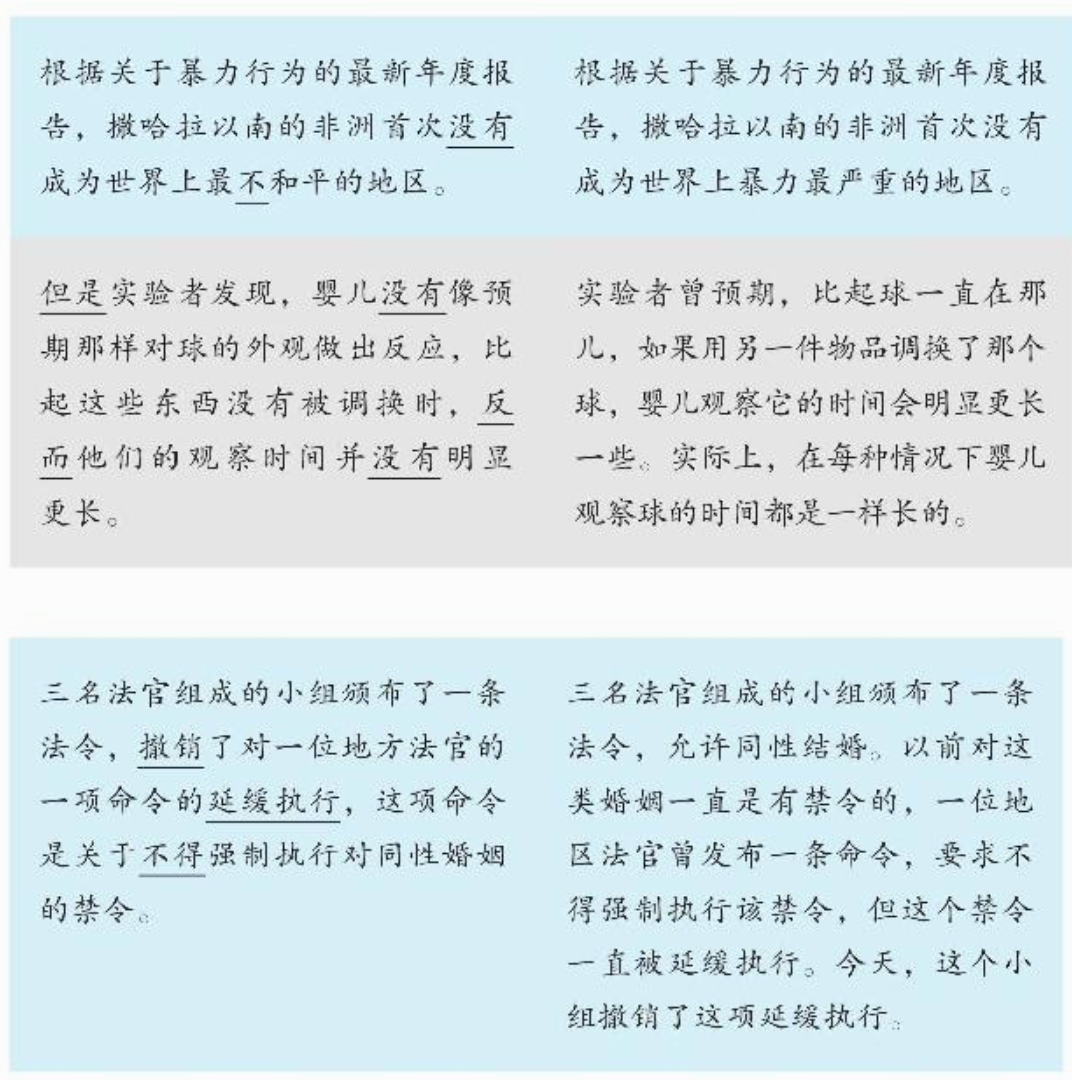 根据关于暴力行为的最新年度报
告，撒哈拉以南的非洲首次没有
成为世界上最不和平的地区。
根据关于暴力行为的最新年度报
告，撒哈拉以南的非洲首次没有
成为世界上暴力最严重的地区。
但是实验者发现，婴儿没有像预
期那样对球的外观做出反应，比
起这些东西没有被调换时，反
而他们的观察时间并没有明显
更长。
实验者曾预期，比起球一直在那
儿，如果用另一件物品调换了那个
球，婴儿观察它的时间会明显更长
一些。实际上，在每种情况下婴儿
观察球的时间都是一样长的。
三名法官组成的小组颁布了一条
法令，撤销了对一位地方法官的
一项命令的延缓执行，这项命令
是关于不得强制执行对同性婚姻
的禁令。
三名法官组成的小组颁布了一条
法令，允许同性结婚。以前对这
类婚姻一直是有禁令的，一位地
区法官曾发布一条命令，要求不
得强制执行该禁令，但这个禁令
一直被延缓执行。今天，这个小
组撤销了这项延缓执行。